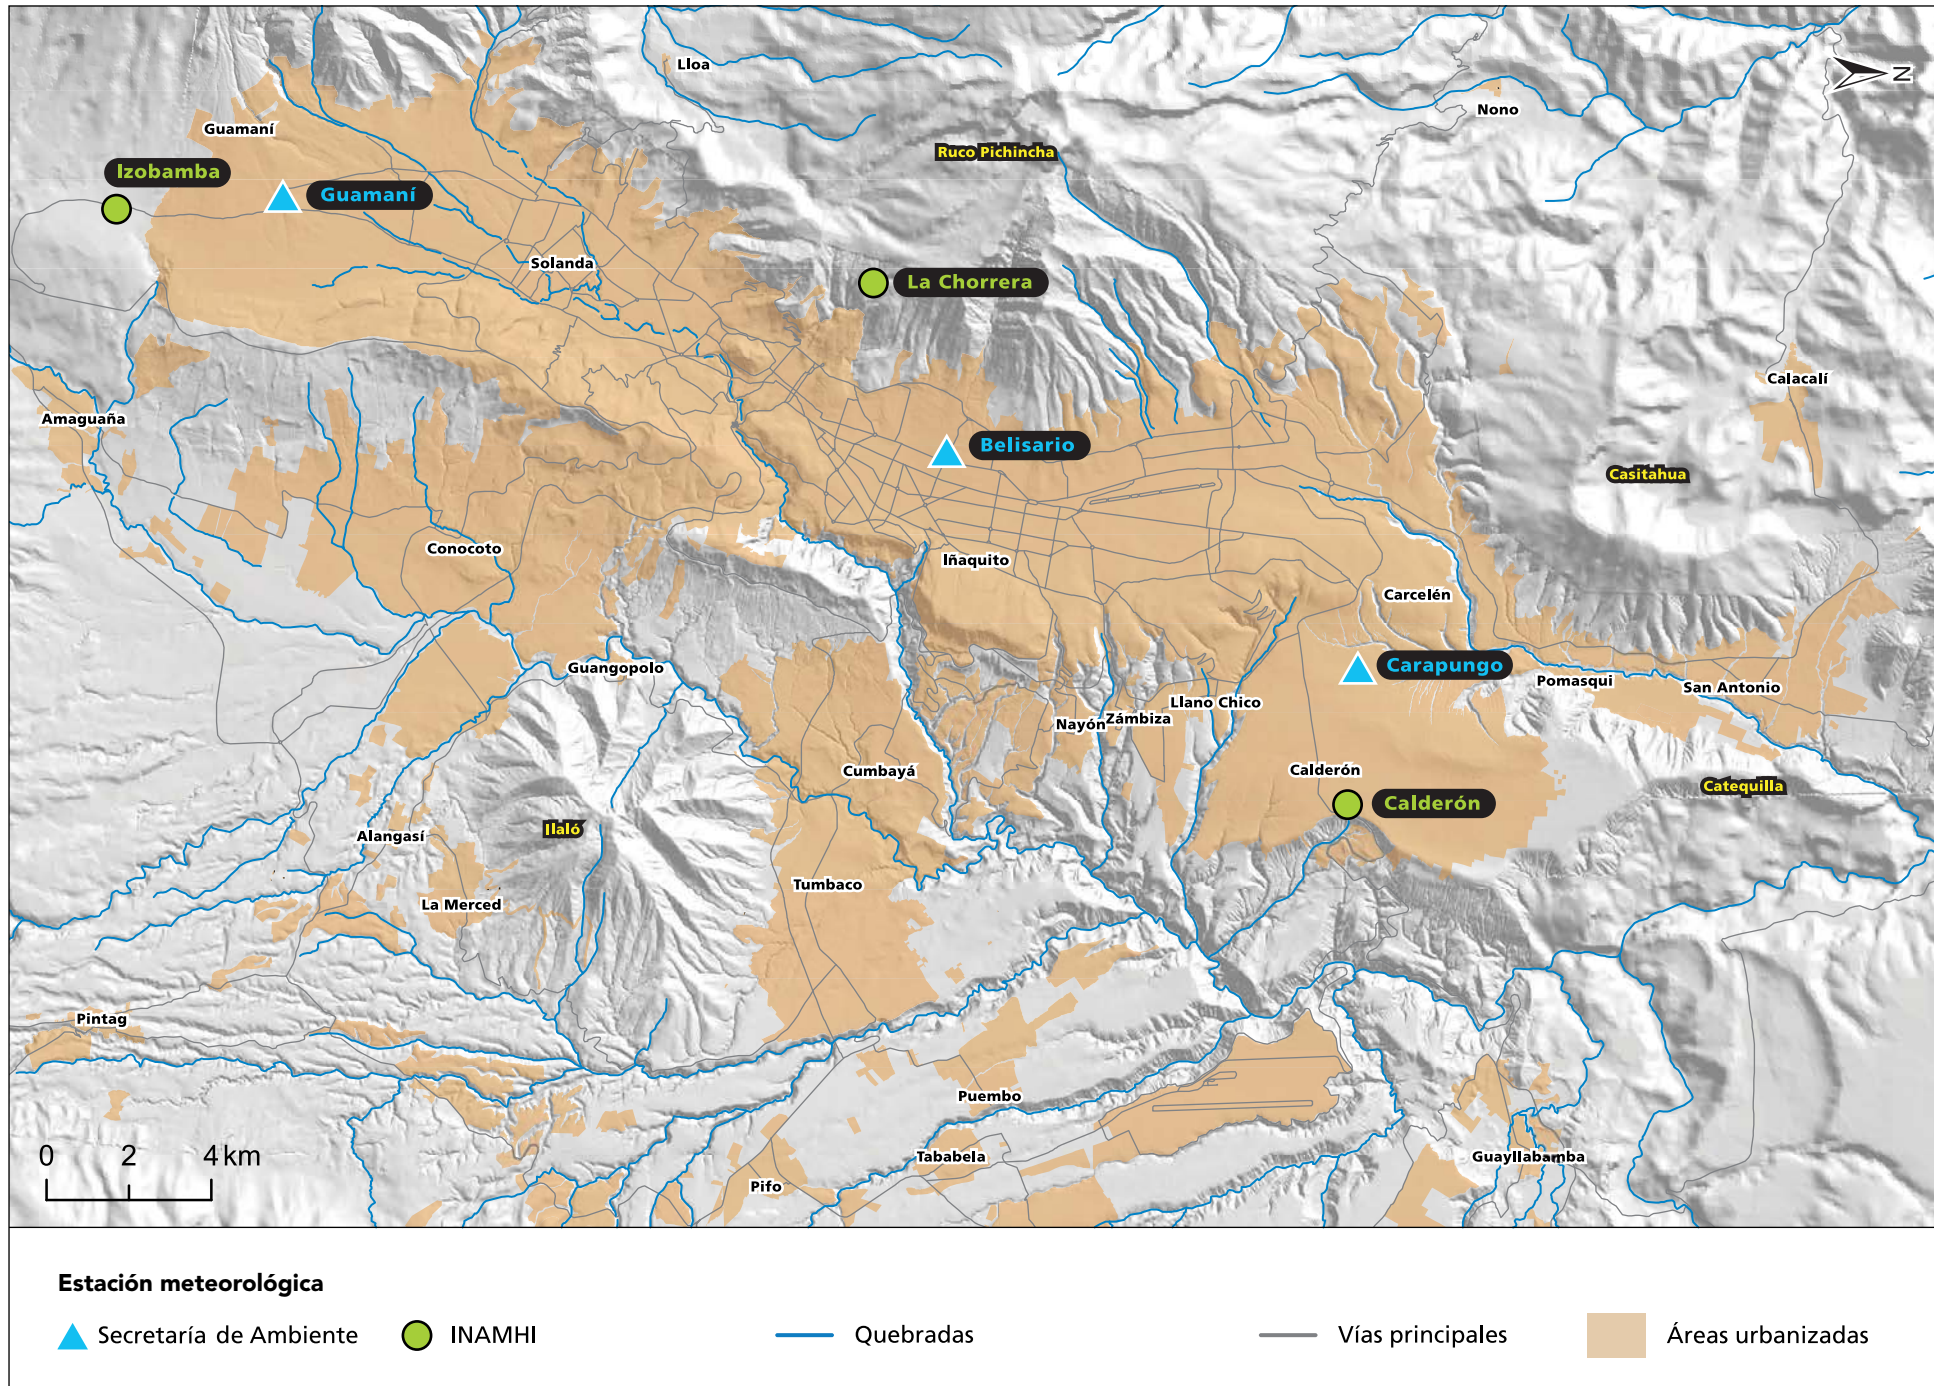 Lloa
N
Nono
Guamaní
Ruco Pichincha
Izobamba
Guamaní
Solanda
La Chorrera
Calacalí
Amaguaña
Belisario
Casitahua
Conocoto
Iñaquito
Carcelén
Guangopolo
Carapungo
Pomasqui
San Antonio
Llano Chico
Nayón
Zámbiza
Cumbayá
Calderón
Catequilla
Calderón
Ilaló
Alangasí
Tumbaco
La Merced
Pintag
Puembo
Tababela
Guayllabamba
Pifo
0 2 4 km
Estación meteorológica
Secretaría de Ambiente
INAMHI
Quebradas
Vías principales
Áreas urbanizadas